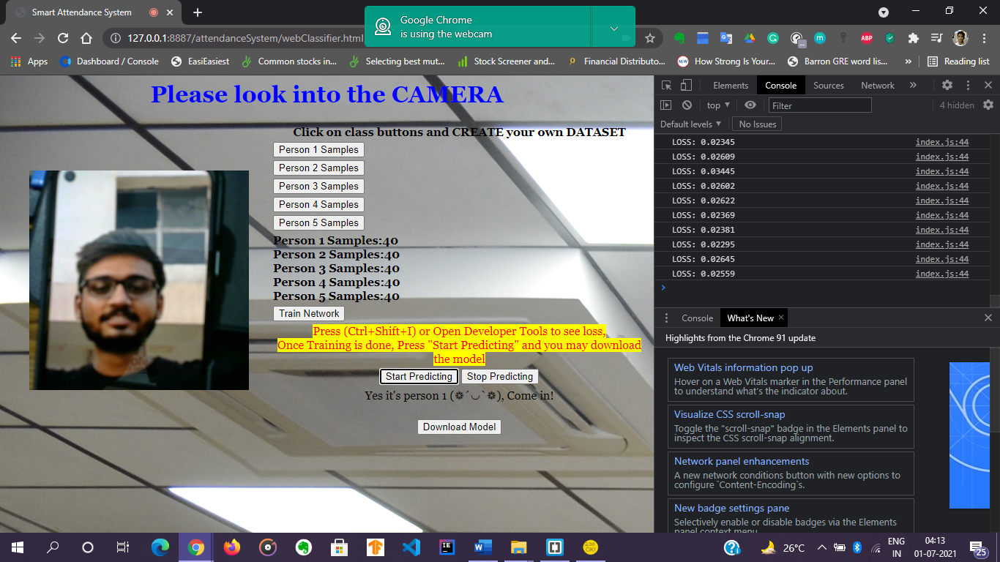 Smart Attendance System
Google Chrome
is using the webcam
127.0.0.1:8887/attendanceSystem/webClassifier.html
Apps
Dashboard / Console
EasiEasiest
Common stocks in...
Selecting best mut...
Stock Screener and...
Financial Distributo...
How Strong Is Your...
Barron GRE word lis...
»
Reading list
Please look into the CAMERA
Click on class buttons and CREATE your own DATASET
Person 1 Samples
Person 2 Samples
Person 3 Samples
Person 4 Samples
Person 5 Samples
Person 1 Samples:40
Person 2 Samples:40
Person 3 Samples:40
Person 4 Samples:40
Person 5 Samples:40
Train Network
Press (Ctrl+Shift+I) or Open Developer Tools to see loss,
Once Training is done, Press "Start Predicting" and you may download
the model
Start Predicting Stop Predicting
Yes it's person 1 (❁´◡`❁), Come in!
Download Model
Elements Console Sources Network »
top Filter 4 hidden
Default levels No Issues
LOSS: 0.02345 index.js:44
LOSS: 0.02609 index.js:44
LOSS: 0.03445 index.js:44
LOSS: 0.02602 index.js:44
LOSS: 0.02622 index.js:44
LOSS: 0.02369 index.js:44
LOSS: 0.02381 index.js:44
LOSS: 0.02295 index.js:44
LOSS: 0.02645 index.js:44
LOSS: 0.02559 index.js:44
Console What's New
Highlights from the Chrome 91 update
Web Vitals information pop up
Hover on a Web Vitals marker in the Performance panel
to understand what's the indicator about.
Visualize CSS scroll-snap
Toggle the "scroll-snap" badge in the Elements panel to
inspect the CSS scroll-snap alignment.
Network panel enhancements
A new network conditions button with new options to
configure `Content-Encoding`s.
New badge settings pane
Selectively enable or disable badges via the Elements
panel context menu.
26°C
ENG
IN
04:13
01-07-2021
25